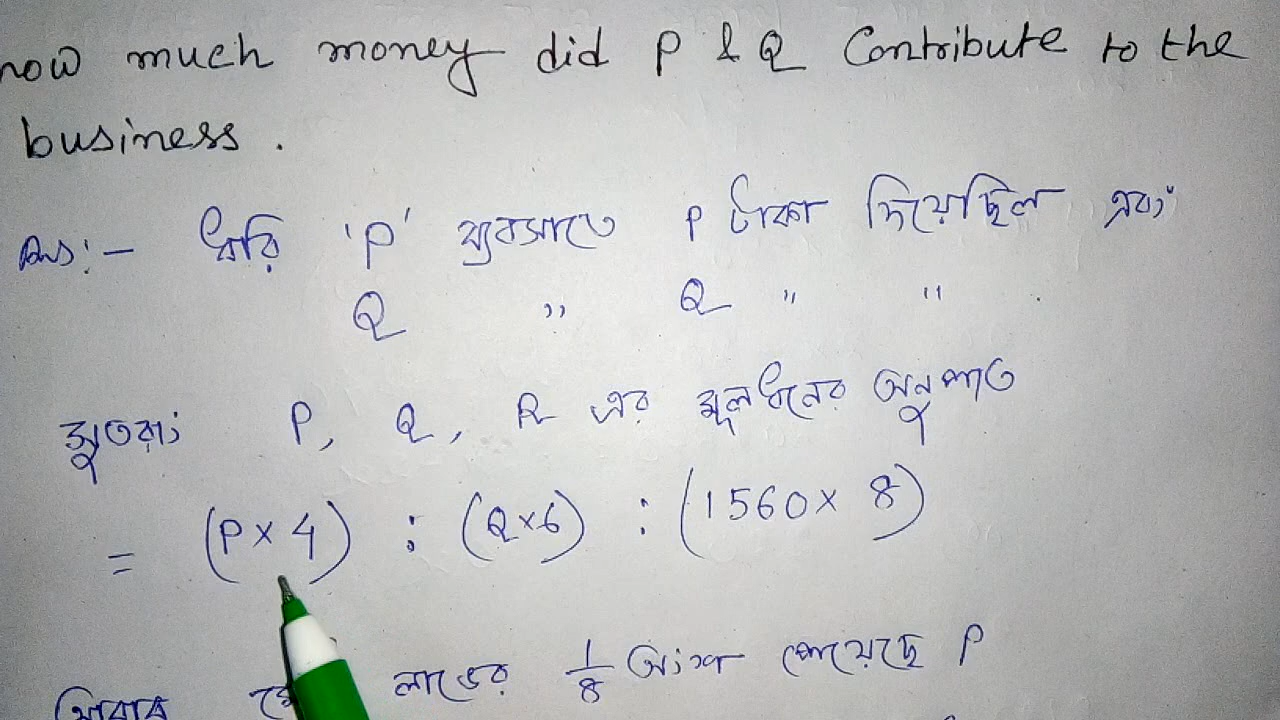 how much money did P & Q Contribute to the
business.
Ans:- ধরি 'P' ব্যবসাতে P টাকা দিয়েছিল এবং
Q " Q " "
সুতরাং P, Q, R এর মূলধনের অনুপাত
= (P×4) : (Q×6) : (1560×8)
আবার লাভের 1/8 অংশ পেয়েছে P